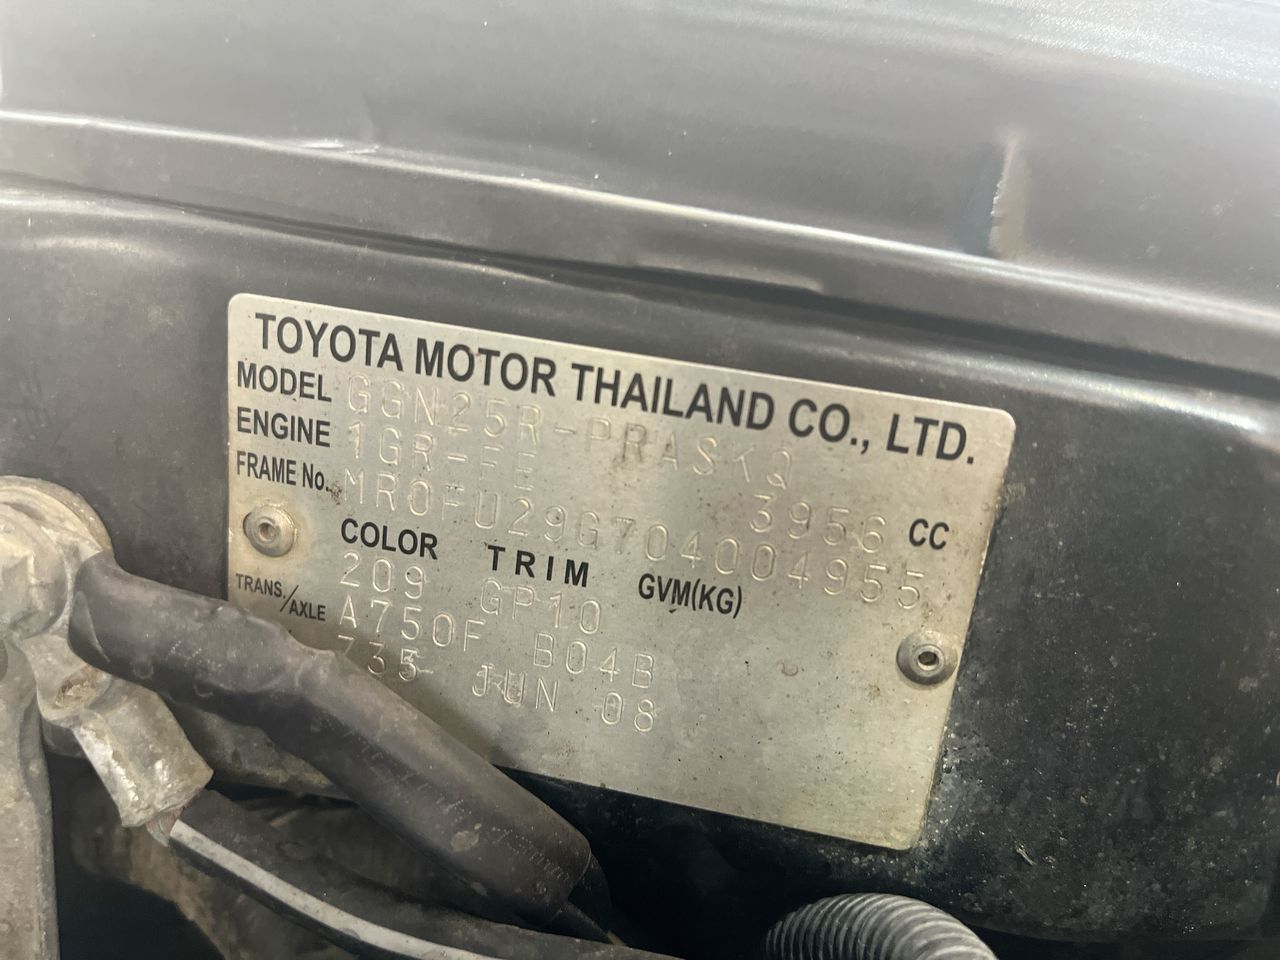 TOYOTA MOTOR THAILAND CO., LTD.
MODEL GGN25R-PRASKQ
ENGINE 1GR-FE 3956 CC
FRAME No. MR0FU29G704004955
COLOR TRIM GVM(KG)
209 GP10
TRANS./AXLE A750F B04B
735 JUN 08